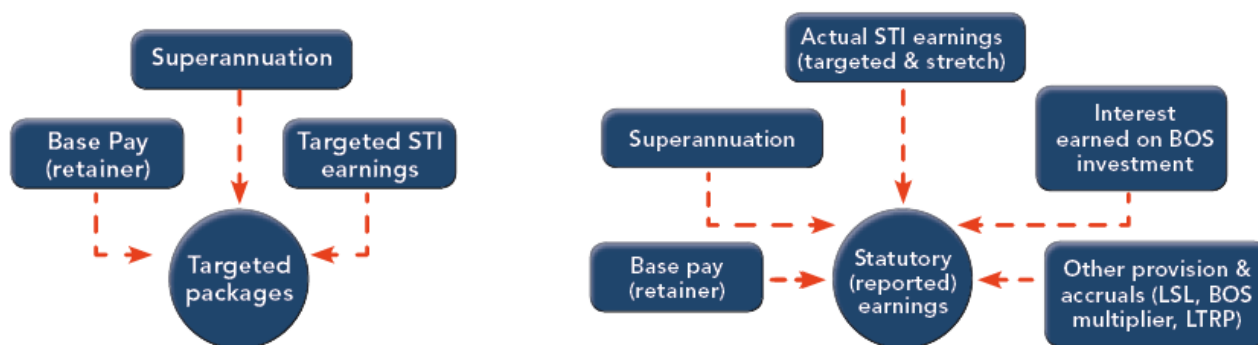 Superannuation
Base Pay
(retainer)
Targeted STI
earnings
Targeted
packages
Actual STI earnings
(targeted & stretch)
Superannuation
Interest
earned on BOS
investment
Base pay
(retainer)
Statutory
(reported)
earnings
Other provision &
accruals (LSL, BOS
multiplier, LTRP)